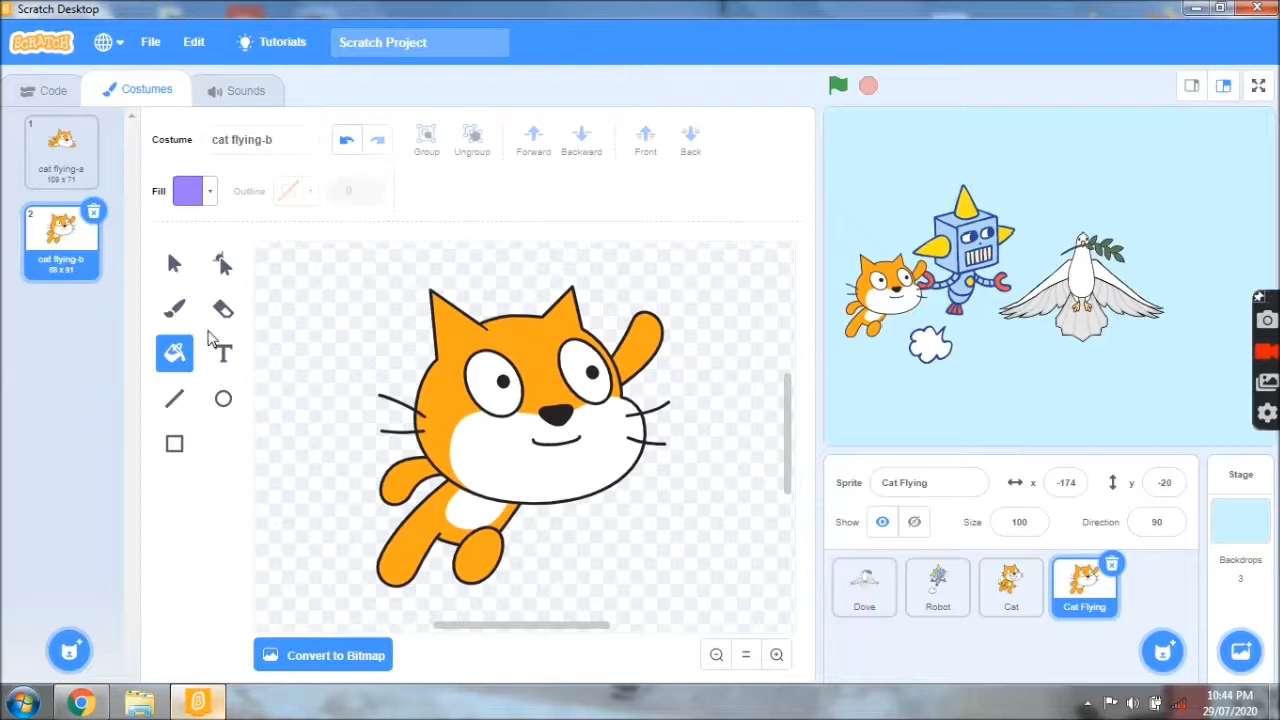 Scratch Desktop
SCRATCH
File
Edit
Tutorials
Scratch Project
Code
Costumes
Sounds
1
cat flying-a
109 x 71
2
cat flying-b
88 x 91
Costume
cat flying-b
Group
Ungroup
Forward
Backward
Front
Back
Fill
Outline
0
T
Convert to Bitmap
Sprite
Cat Flying
x
-174
y
-20
Show
Size
100
Direction
90
Dove
Robot
Cat
Cat Flying
Stage
Backdrops
3
10:44 PM
29/07/2020